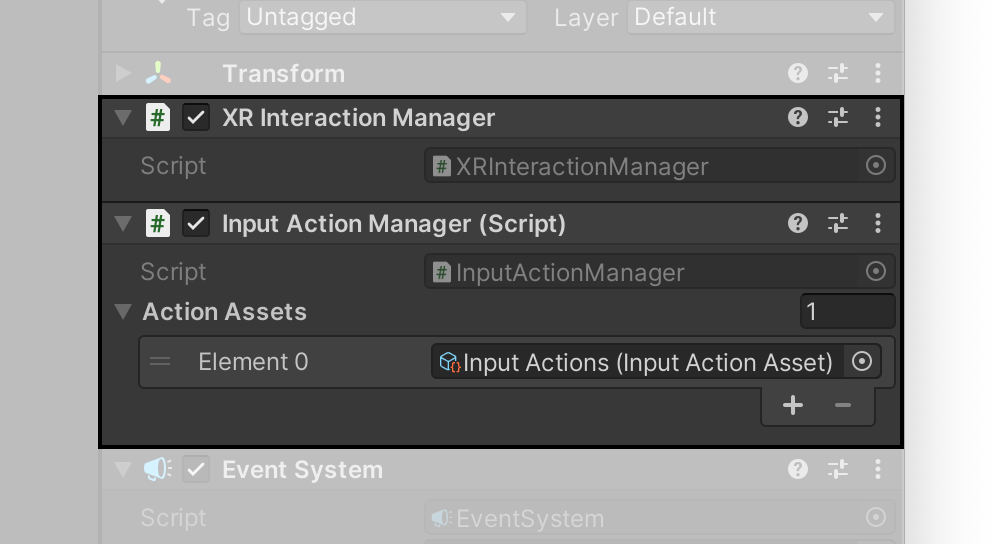 Tag Untagged Layer Default
Transform
XR Interaction Manager
Script XRInteractionManager
Input Action Manager (Script)
Script InputActionManager
Action Assets 1
Element 0 Input Actions (Input Action Asset)
Event System
Script EventSystem